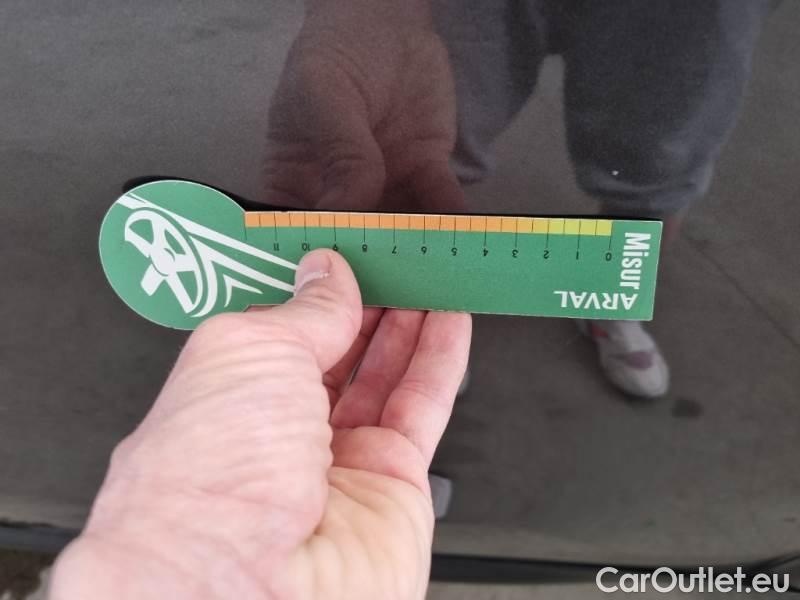 11 10 9 8 7 6 5 4 3 2 1 0
Misur
ARVAL
CarOutlet.eu